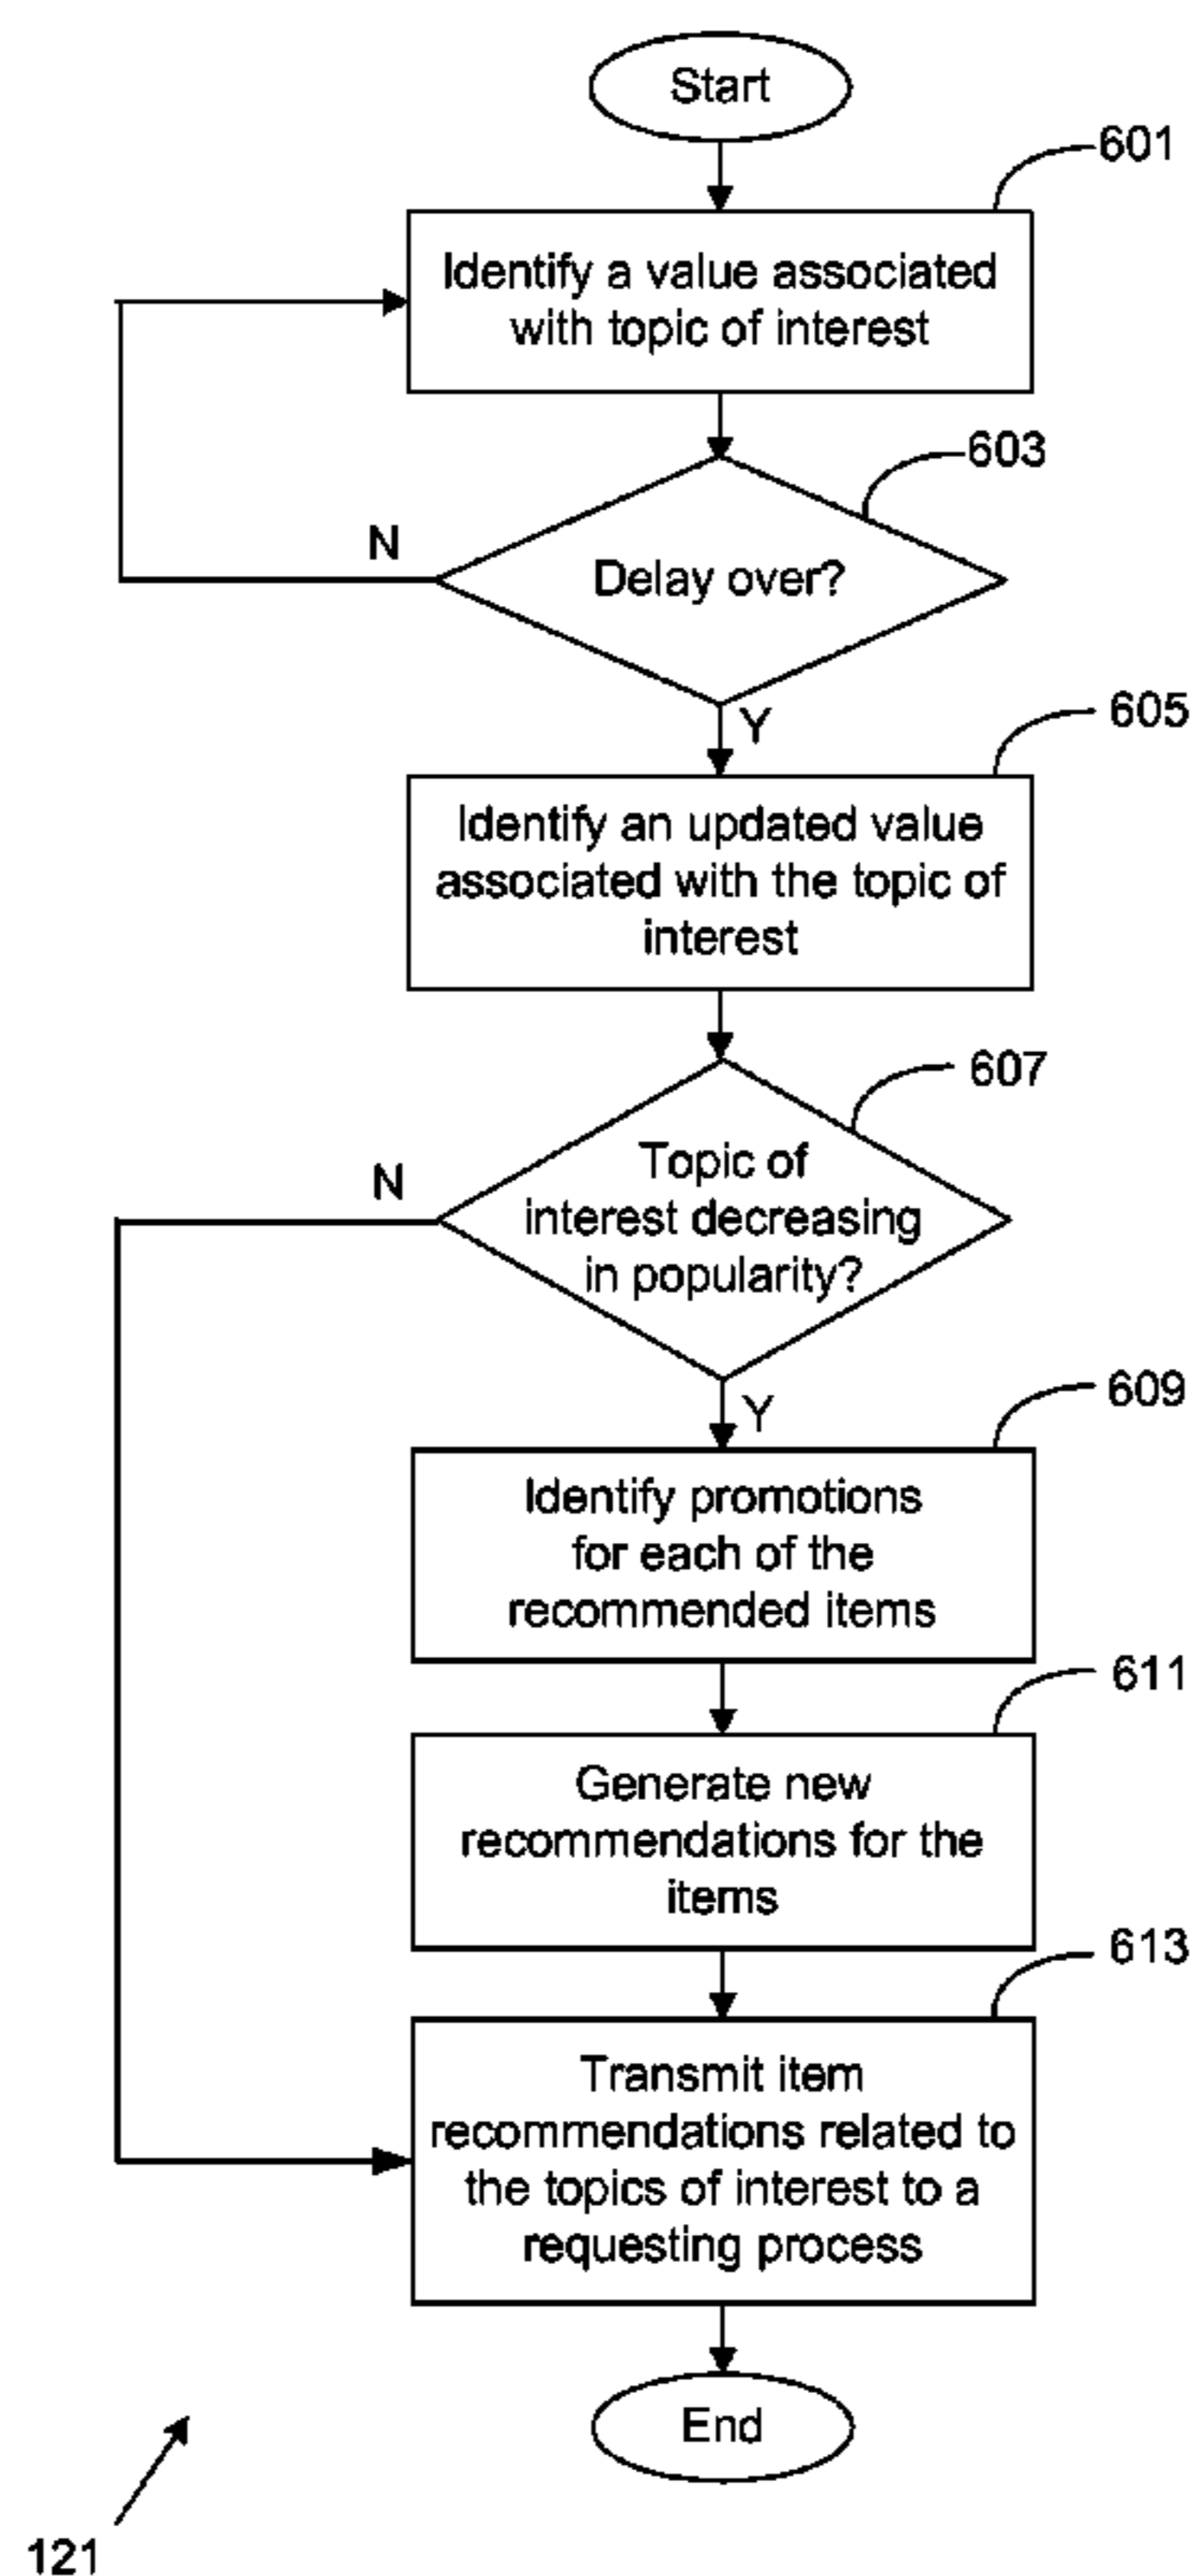 Start
601
Identify a value associated
with topic of interest
603
N
Delay over?
Y
605
Identify an updated value
associated with the topic of
interest
607
N
Topic of
interest decreasing
in popularity?
Y
609
Identify promotions
for each of the
recommended items
611
Generate new
recommendations for the
items
613
Transmit item
recommendations related to
the topics of interest to a
requesting process
End
121